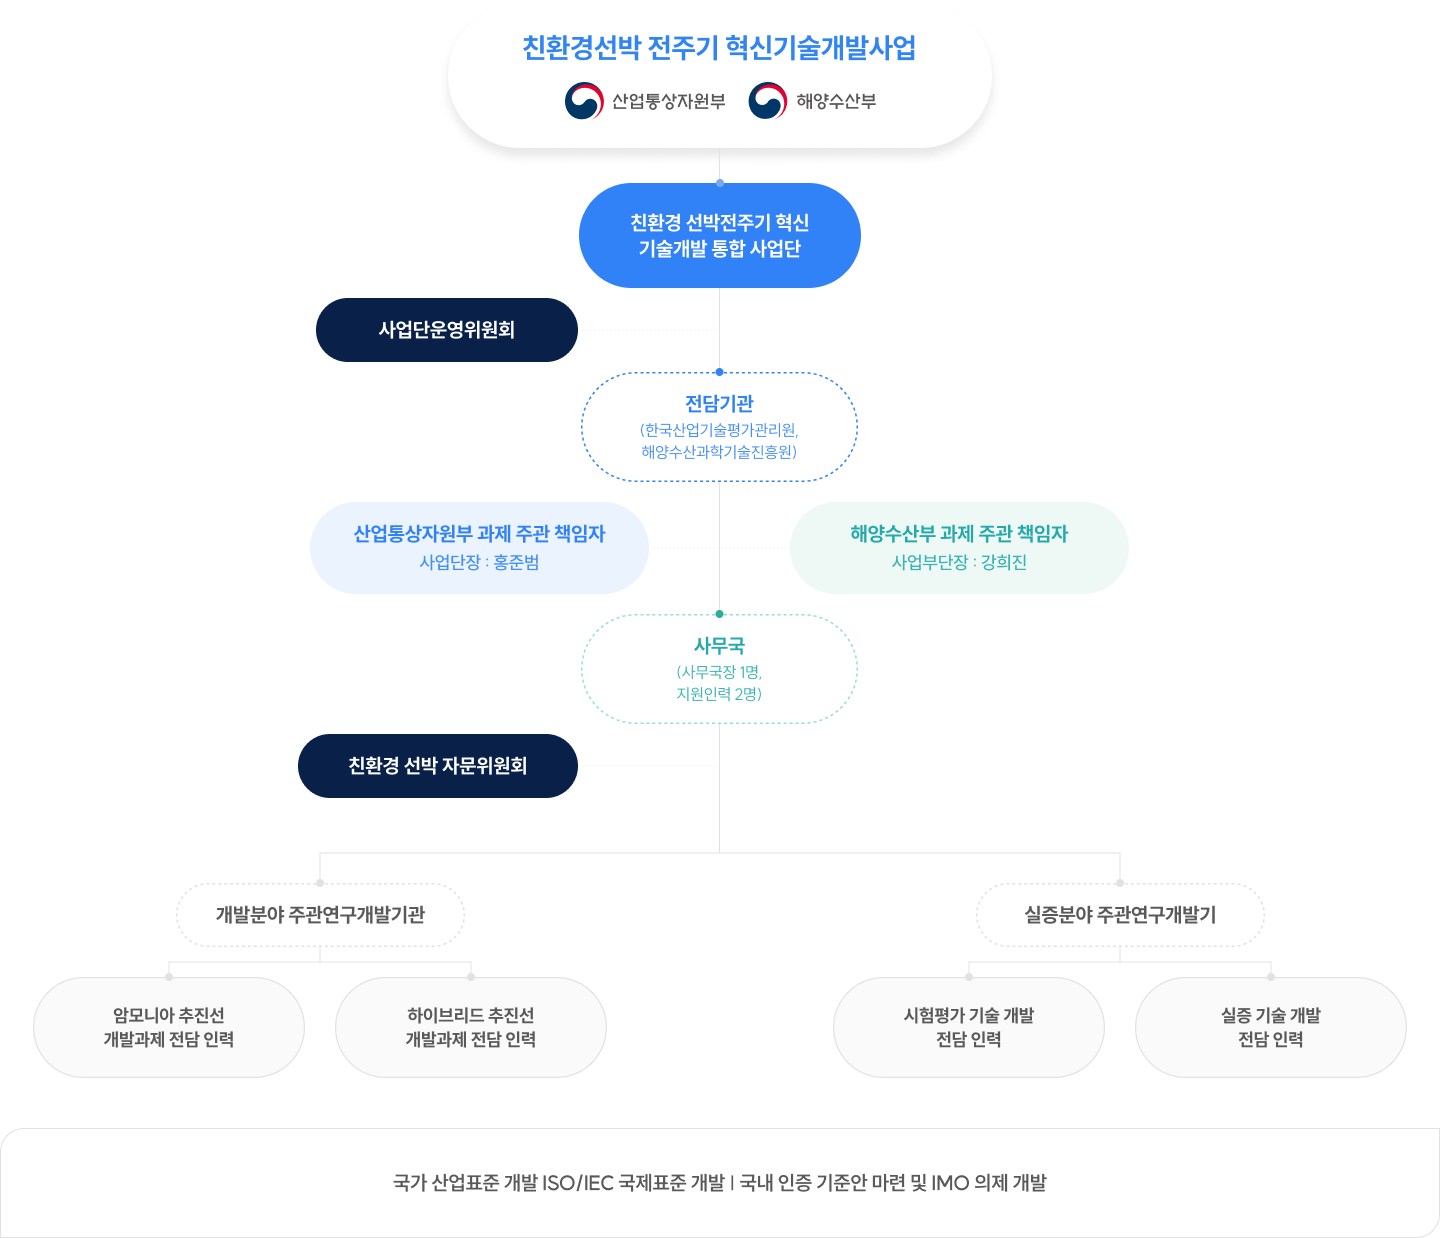 친환경선박 전주기 혁신기술개발사업
산업통상자원부 해양수산부
친환경 선박전주기 혁신
기술개발 통합 사업단
사업단운영위원회
전담기관
(한국산업기술평가관리원,
해양수산과학기술진흥원)
산업통상자원부 과제 주관 책임자
사업단장 : 홍준범
해양수산부 과제 주관 책임자
사업부단장 : 강희진
사무국
(사무국장 1명,
지원인력 2명)
친환경 선박 자문위원회
개발분야 주관연구개발기관
실증분야 주관연구개발기
암모니아 추진선
개발과제 전담 인력
하이브리드 추진선
개발과제 전담 인력
시험평가 기술 개발
전담 인력
실증 기술 개발
전담 인력
국가 산업표준 개발 ISO/IEC 국제표준 개발 | 국내 인증 기준안 마련 및 IMO 의제 개발